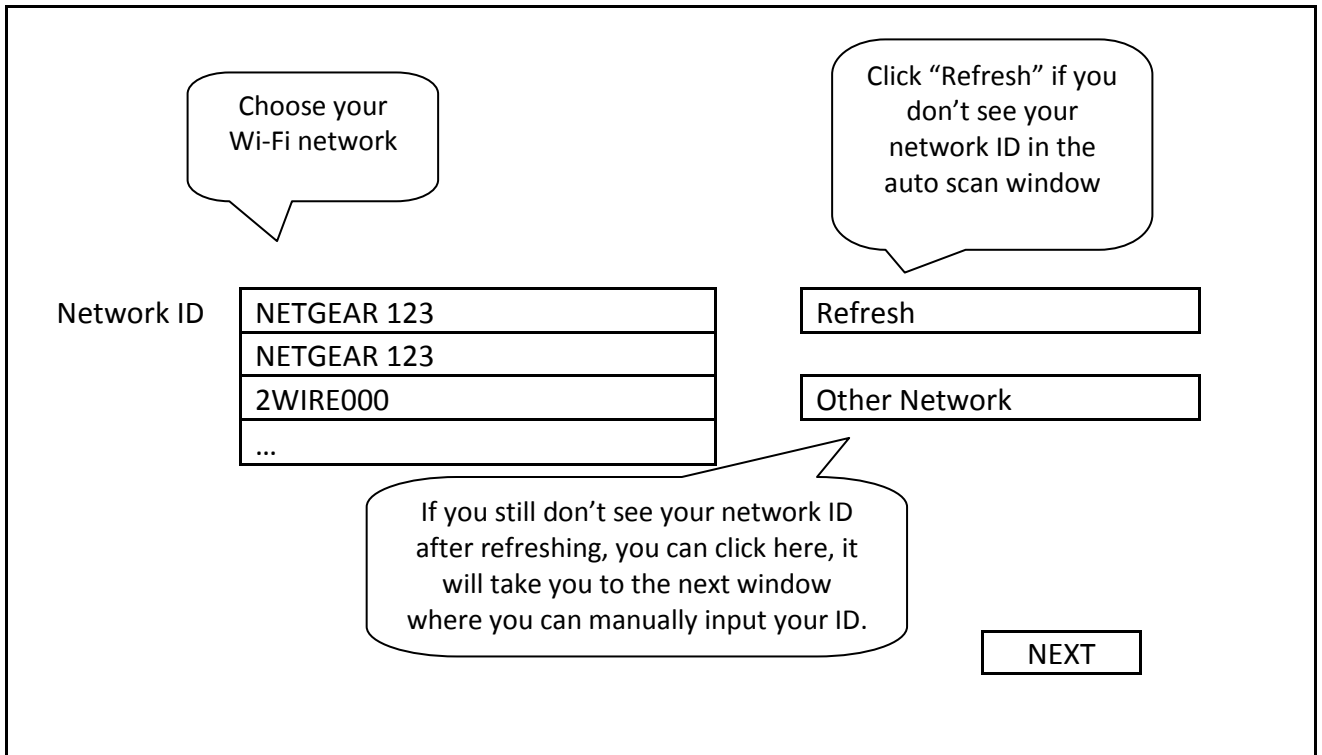 Choose your
Wi-Fi network
Click “Refresh” if you
don’t see your
network ID in the
auto scan window
Network ID
NETGEAR 123
NETGEAR 123
2WIRE000
...
Refresh
Other Network
If you still don’t see your network ID
after refreshing, you can click here, it
will take you to the next window
where you can manually input your ID.
NEXT